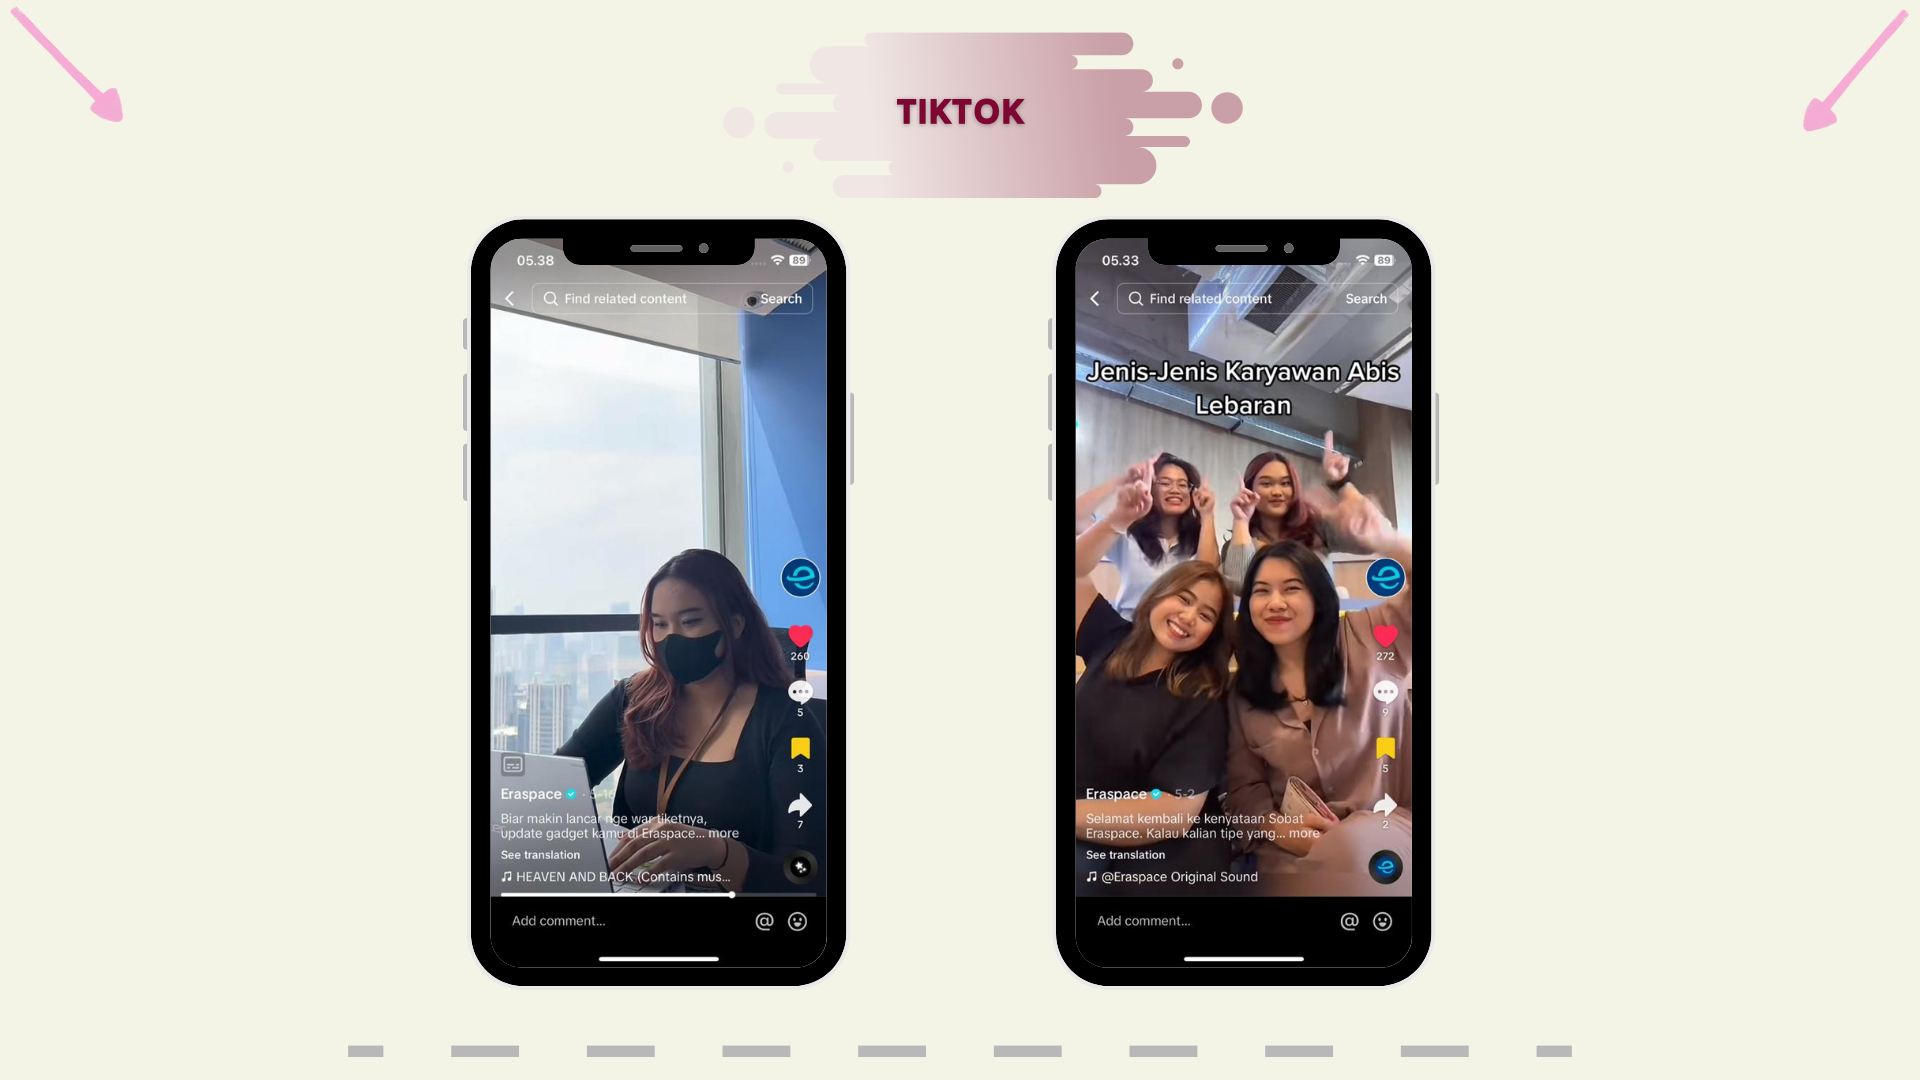 TIKTOK
05.38
89
Find related content
Search
260
5
3
7
Eraspace · 5-16
Biar makin lancar nge war tiketnya,
update gadget kamu di Eraspace... more
See translation
HEAVEN AND BACK (Contains mus...
Add comment...
05.33
89
Find related content
Search
Jenis-Jenis Karyawan Abis
Lebaran
272
9
5
2
Eraspace · 5-2
Selamat kembali ke kenyataan Sobat
Eraspace. Kalau kalian tipe yang... more
See translation
@Eraspace Original Sound
Add comment...